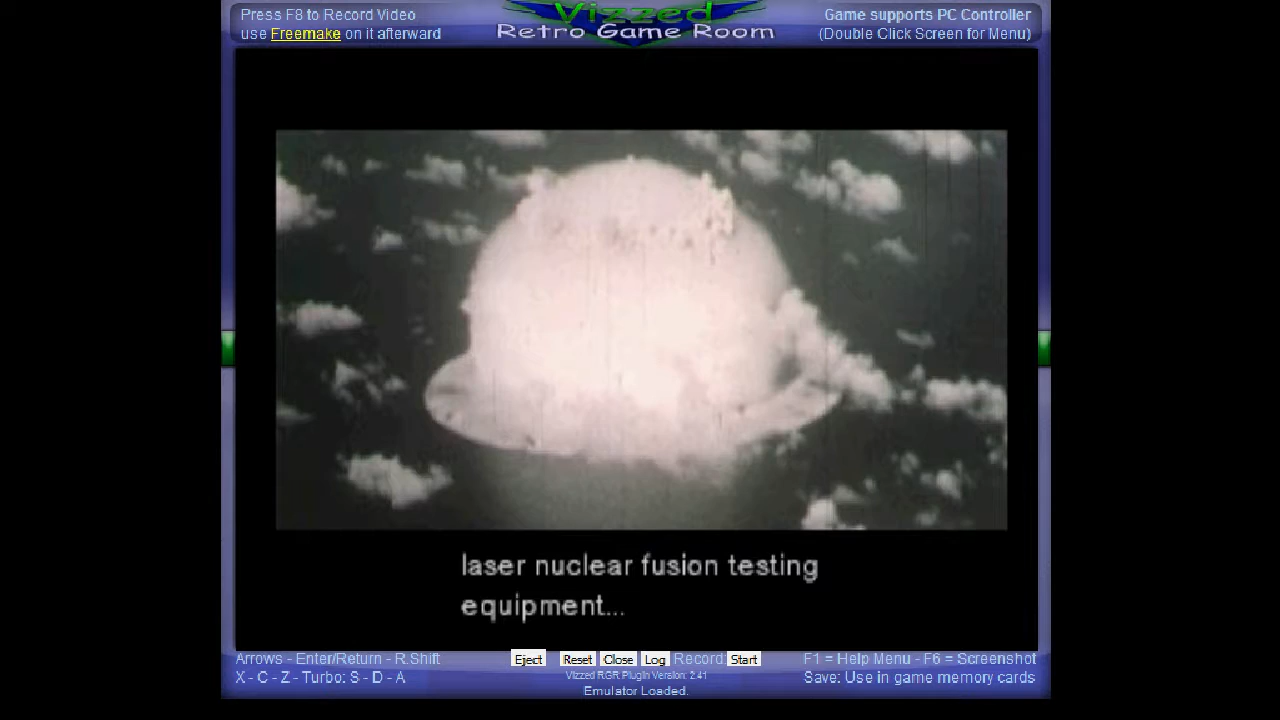 Press F8 to Record Video
use Freemake on it afterward
Vizzed
Retro Game Room
Game supports PC Controller
(Double Click Screen for Menu)
laser nuclear fusion testing
equipment...
Arrows - Enter/Return - R.Shift
X - C - Z - Turbo: S - D - A
Eject Reset Close Log Record: Start
Vizzed RGR Plugin Version: 2.41
Emulator Loaded.
F1 = Help Menu - F6 = Screenshot
Save: Use in game memory cards